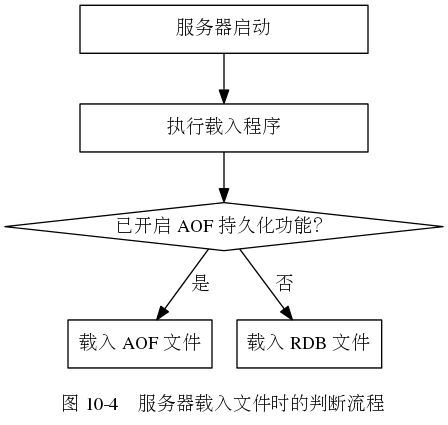 服务器启动
执行载入程序
已开启 AOF 持久化功能？
是
否
载入 AOF 文件
载入 RDB 文件
图 10-4 服务器载入文件时的判断流程